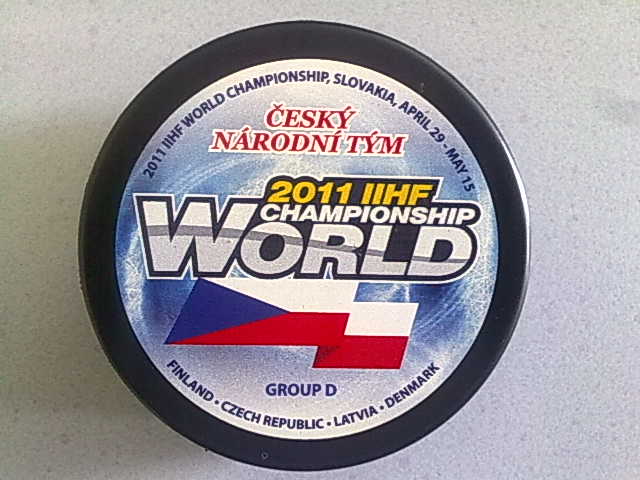 2011 IIHF WORLD CHAMPIONSHIP, SLOVAKIA, APRIL 29 - MAY 15
ČESKÝ
NÁRODNÍ TÝM
2011 IIHF
CHAMPIONSHIP
WORLD
GROUP D
FINLAND • CZECH REPUBLIC • LATVIA • DENMARK